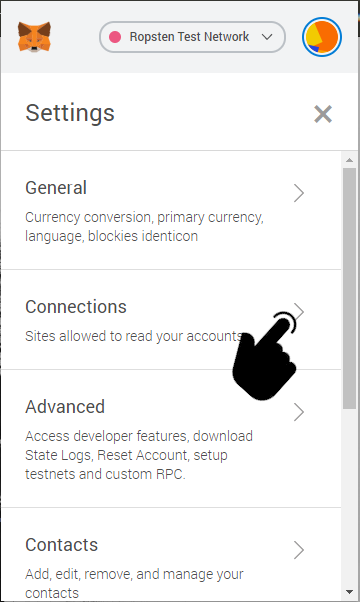 Ropsten Test Network
Settings
General
Currency conversion, primary currency,
language, blockies identicon
Connections
Sites allowed to read your accounts
Advanced
Access developer features, download
State Logs, Reset Account, setup
testnets and custom RPC.
Contacts
Add, edit, remove, and manage your
contacts